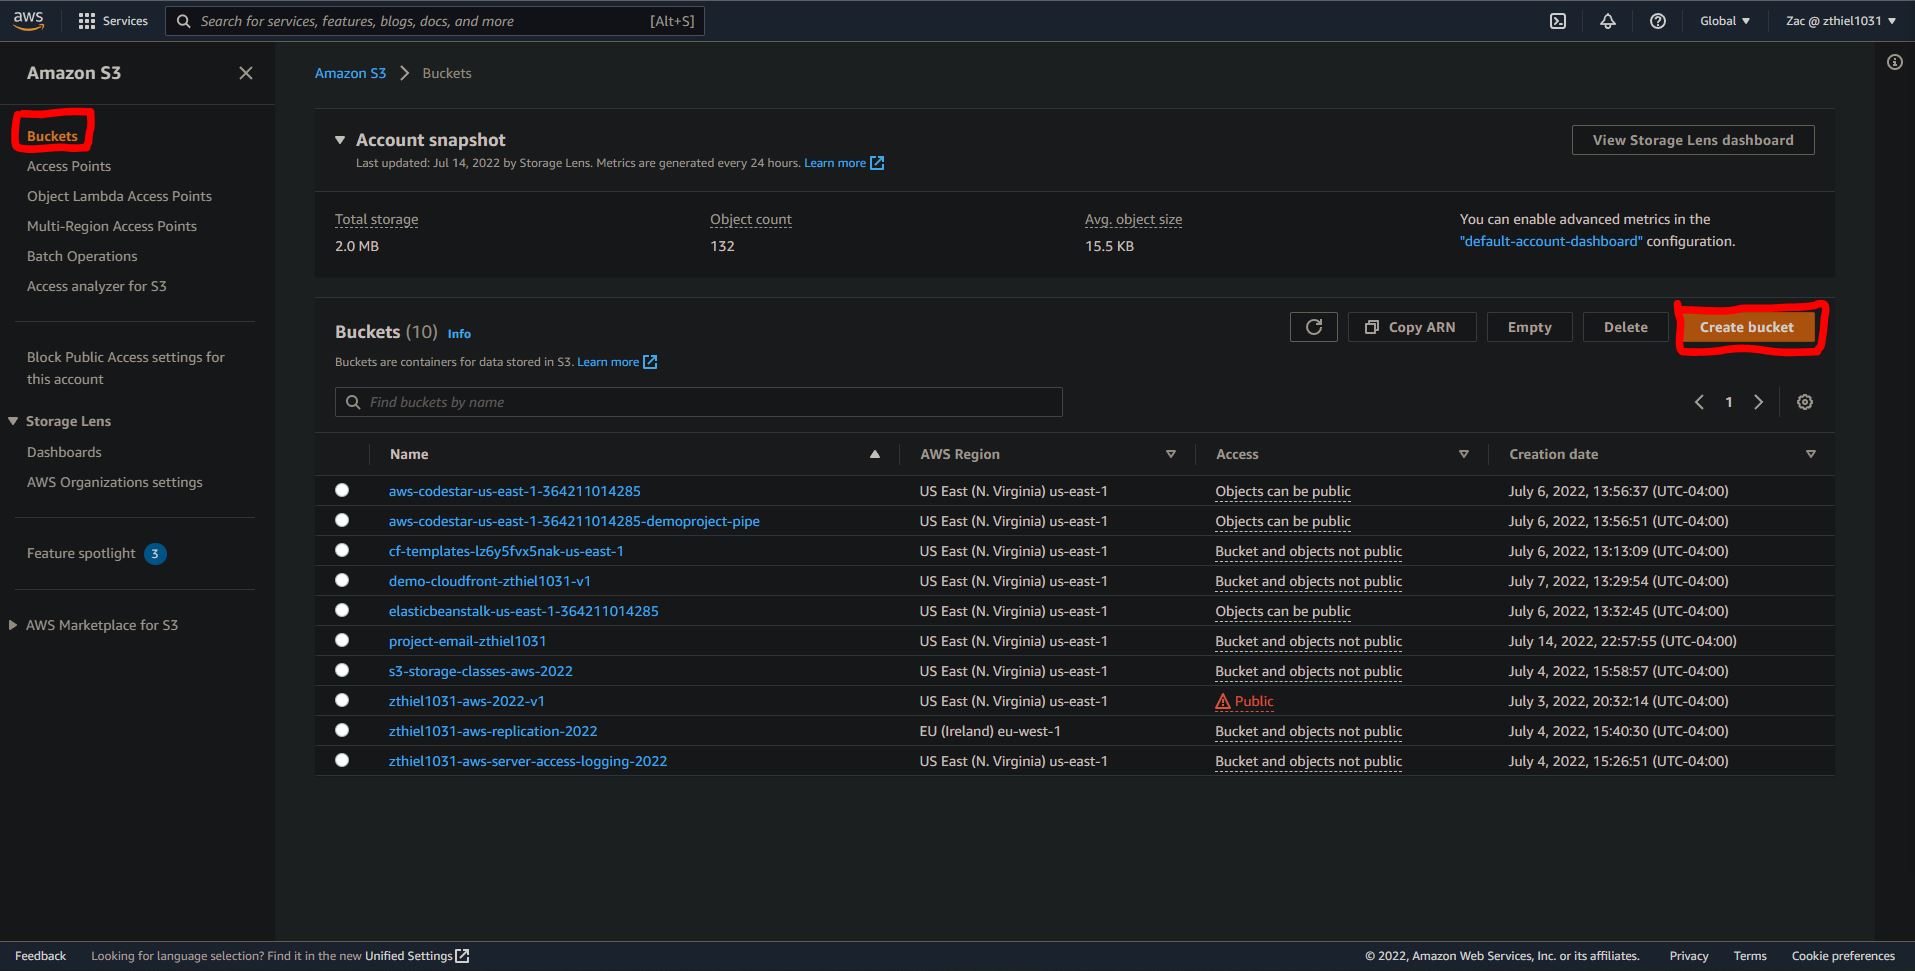 aws
Services
Search for services, features, blogs, docs, and more [Alt+S]
Global
Zac @ zthiel1031
Amazon S3
Buckets
Access Points
Object Lambda Access Points
Multi-Region Access Points
Batch Operations
Access analyzer for S3
Block Public Access settings for
this account
Storage Lens
Dashboards
AWS Organizations settings
Feature spotlight 3
AWS Marketplace for S3
Amazon S3 > Buckets
Account snapshot
Last updated: Jul 14, 2022 by Storage Lens. Metrics are generated every 24 hours. Learn more
View Storage Lens dashboard
Total storage
2.0 MB
Object count
132
Avg. object size
15.5 KB
You can enable advanced metrics in the
"default-account-dashboard" configuration.
Buckets (10) Info
Buckets are containers for data stored in S3. Learn more
Copy ARN
Empty
Delete
Create bucket
Find buckets by name
1
Name AWS Region Access Creation date
aws-codestar-us-east-1-364211014285 US East (N. Virginia) us-east-1 Objects can be public July 6, 2022, 13:56:37 (UTC-04:00)
aws-codestar-us-east-1-364211014285-demoproject-pipe US East (N. Virginia) us-east-1 Objects can be public July 6, 2022, 13:56:51 (UTC-04:00)
cf-templates-lz6y5fvx5nak-us-east-1 US East (N. Virginia) us-east-1 Bucket and objects not public July 6, 2022, 13:13:09 (UTC-04:00)
demo-cloudfront-zthiel1031-v1 US East (N. Virginia) us-east-1 Bucket and objects not public July 7, 2022, 13:29:54 (UTC-04:00)
elasticbeanstalk-us-east-1-364211014285 US East (N. Virginia) us-east-1 Objects can be public July 6, 2022, 13:32:45 (UTC-04:00)
project-email-zthiel1031 US East (N. Virginia) us-east-1 Bucket and objects not public July 14, 2022, 22:57:55 (UTC-04:00)
s3-storage-classes-aws-2022 US East (N. Virginia) us-east-1 Bucket and objects not public July 4, 2022, 15:58:57 (UTC-04:00)
zthiel1031-aws-2022-v1 US East (N. Virginia) us-east-1 Public July 3, 2022, 20:32:14 (UTC-04:00)
zthiel1031-aws-replication-2022 EU (Ireland) eu-west-1 Bucket and objects not public July 4, 2022, 15:40:30 (UTC-04:00)
zthiel1031-aws-server-access-logging-2022 US East (N. Virginia) us-east-1 Bucket and objects not public July 4, 2022, 15:26:51 (UTC-04:00)
Feedback Looking for language selection? Find it in the new Unified Settings © 2022, Amazon Web Services, Inc. or its affiliates. Privacy Terms Cookie preferences